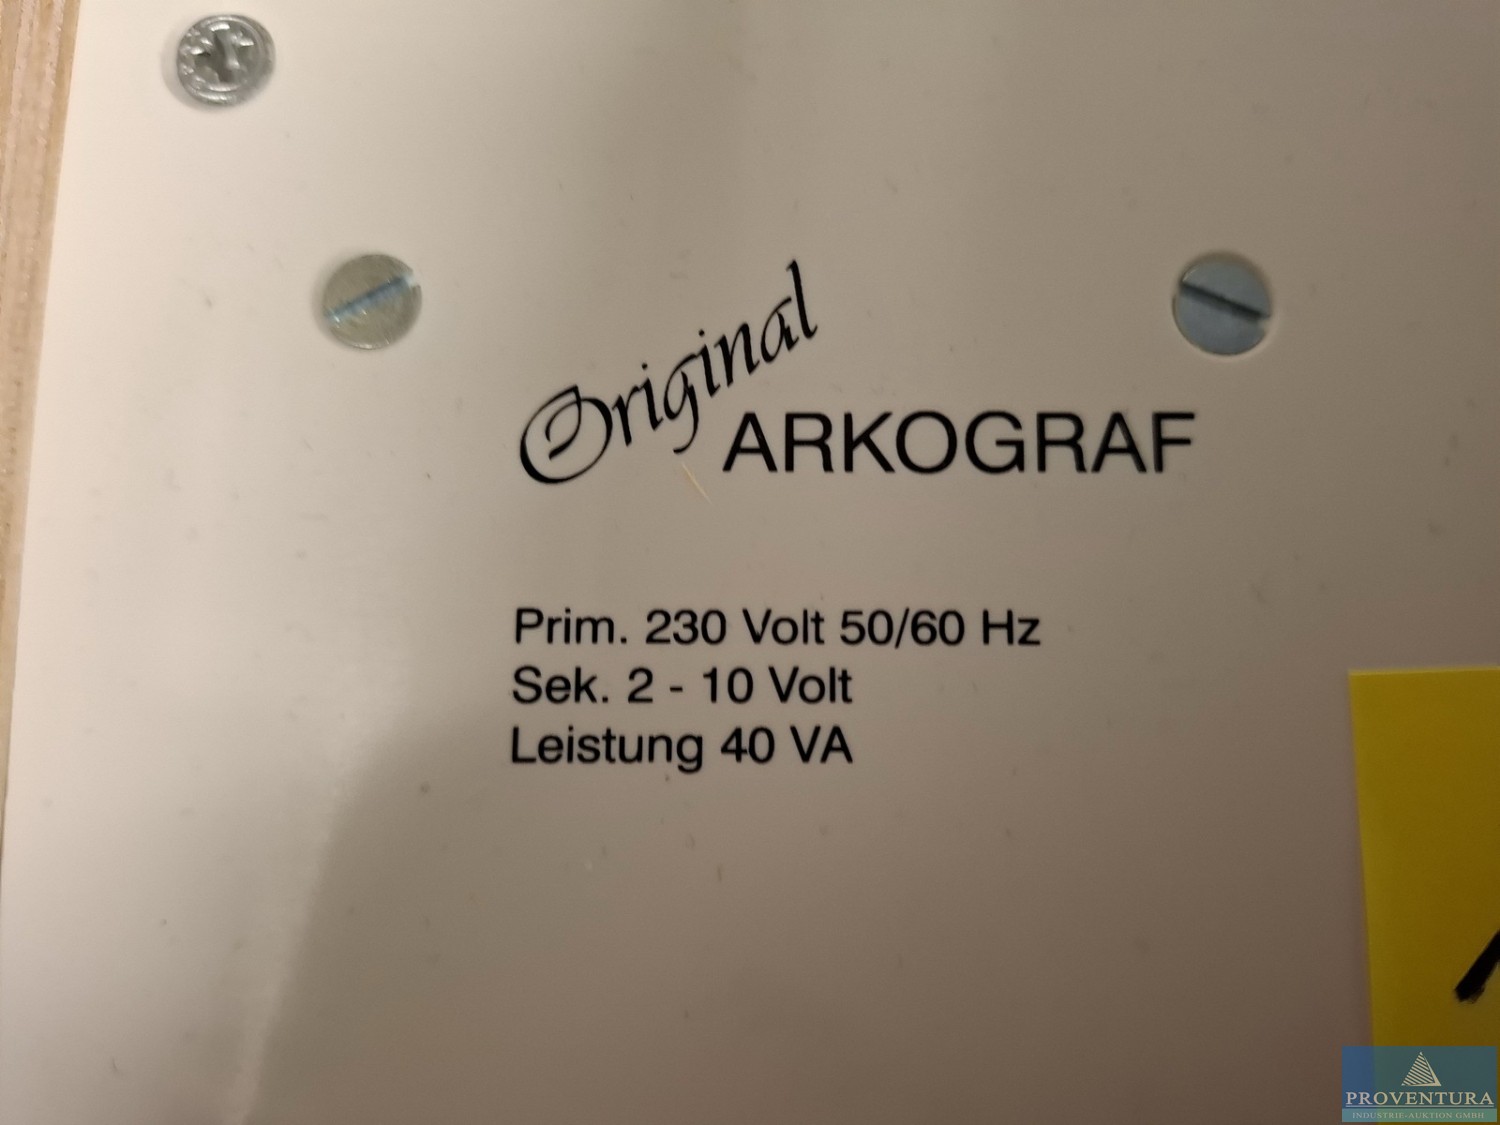 Original
ARKOGRAF
Prim. 230 Volt 50/60 Hz
Sek. 2 - 10 Volt
Leistung 40 VA
PROVENTURA
INDUSTRIE-AUKTION GMBH